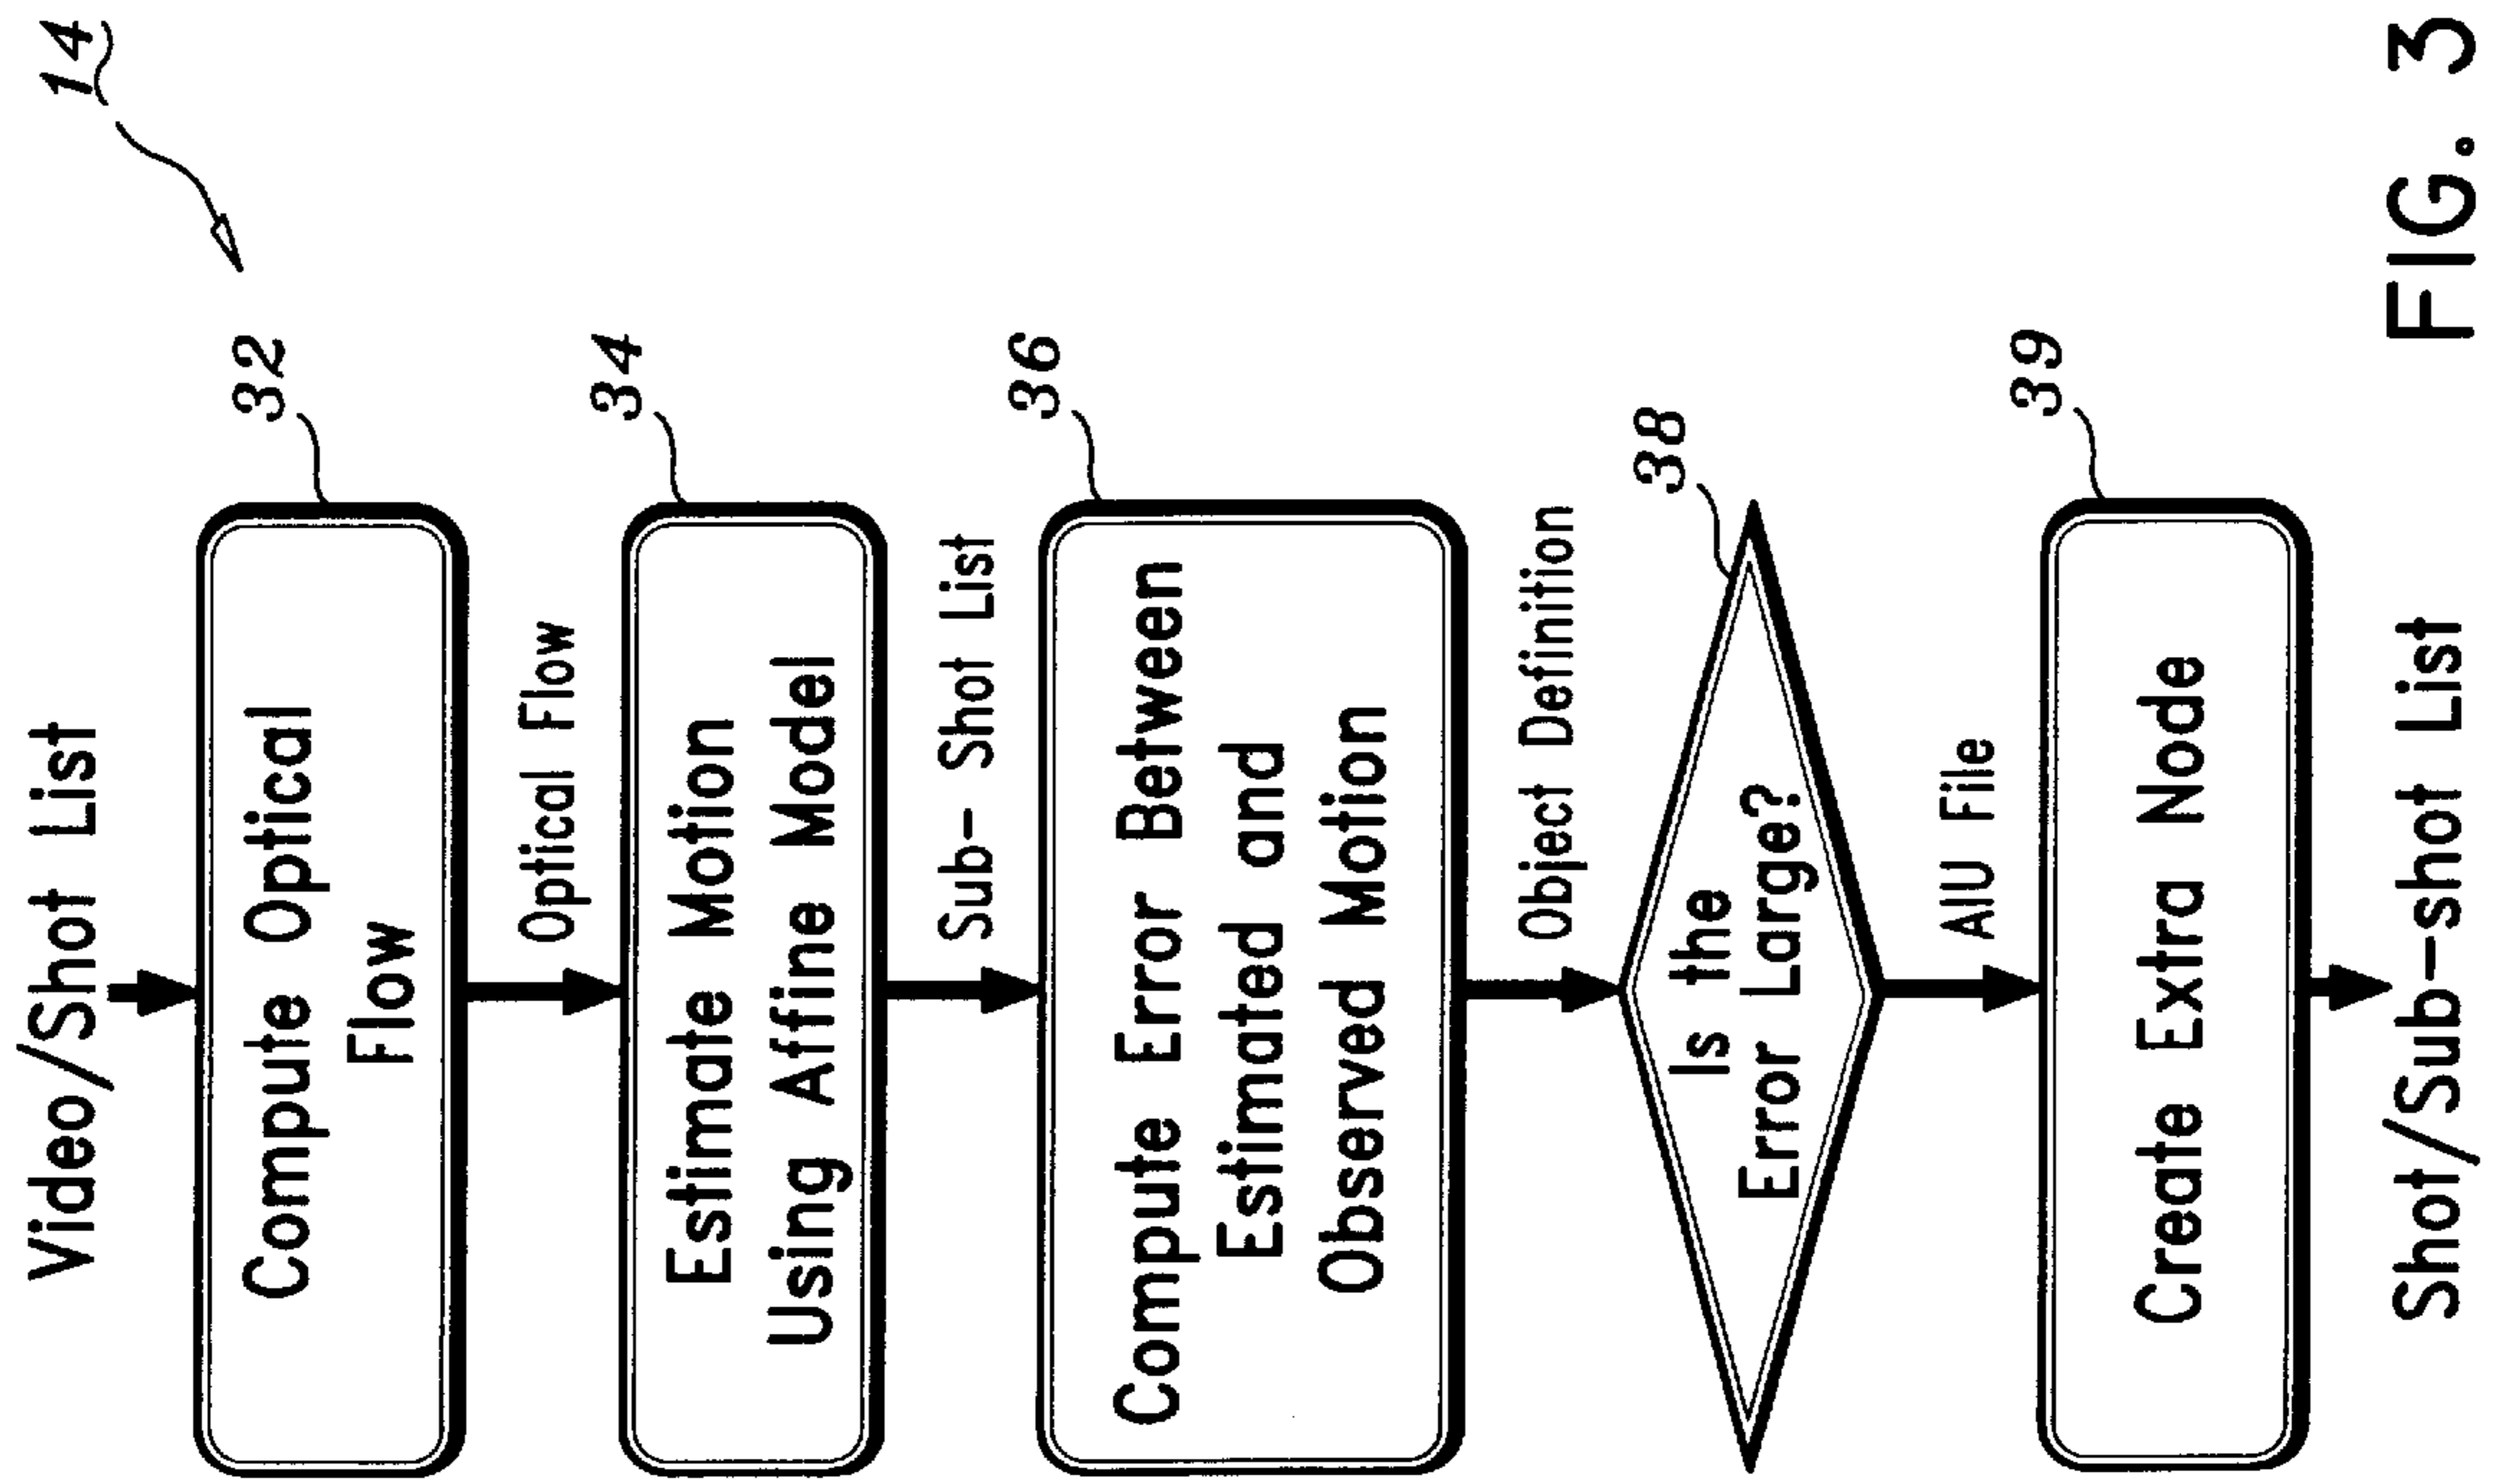 14
Video/Shot List
32
Compute Optical
Flow
Optical Flow
34
Estimate Motion
Using Affine Model
Sub- Shot List
36
Compute Error Between
Estimated and
Observed Motion
Object Definition
38
Is the
Error Large?
AIU File
39
Create Extra Node
Shot/Sub-shot List
FIG. 3